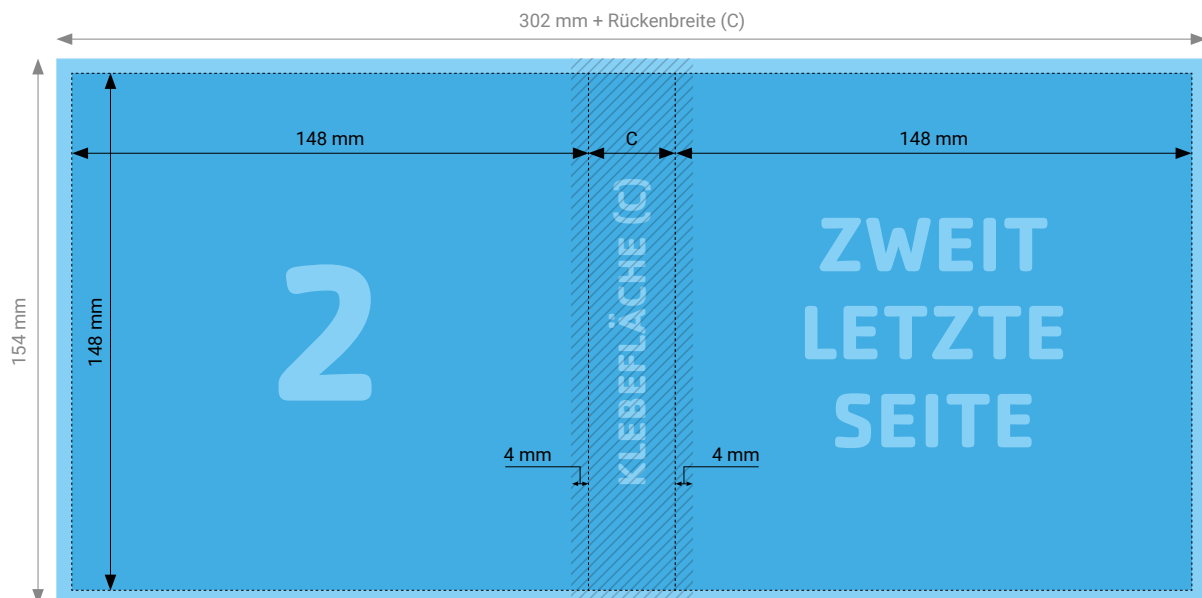 302 mm + Rückenbreite (C)
148 mm
C
148 mm
154 mm
148 mm
2
KLEBEFLÄCHE (C)
ZWEIT
LETZTE
SEITE
4 mm
4 mm